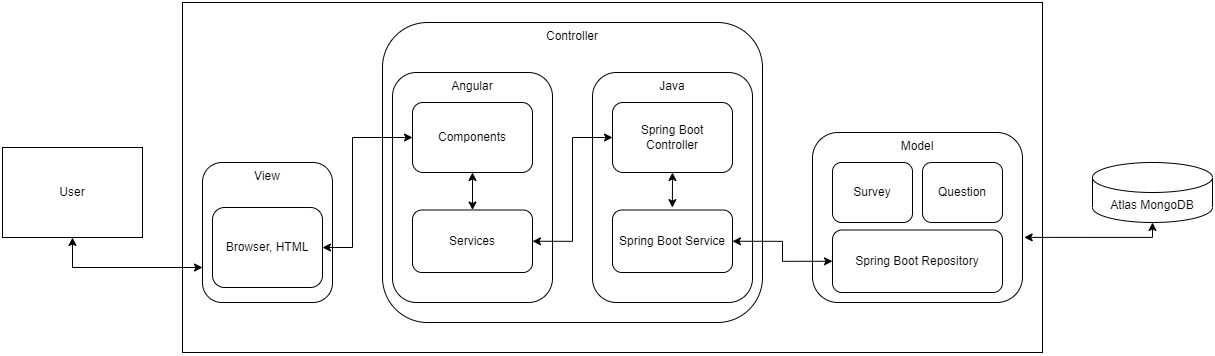 Controller
Angular
Java
Components
Spring Boot
Controller
Model
View
User
Survey
Question
Atlas MongoDB
Browser, HTML
Services
Spring Boot Service
Spring Boot Repository